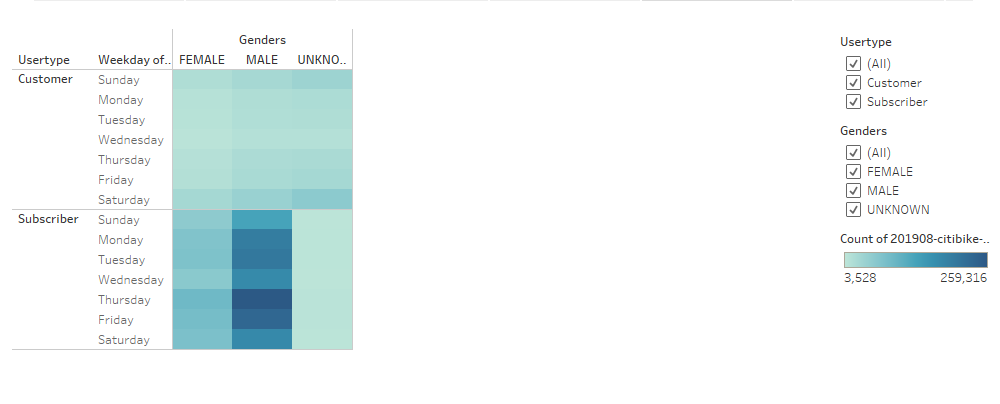 Genders
Usertype Weekday of.. FEMALE MALE UNKNO..
Customer Sunday
Monday
Tuesday
Wednesday
Thursday
Friday
Saturday
Subscriber Sunday
Monday
Tuesday
Wednesday
Thursday
Friday
Saturday
Usertype
(All)
Customer
Subscriber
Genders
(All)
FEMALE
MALE
UNKNOWN
Count of 201908-citibike-..
3,528 259,316